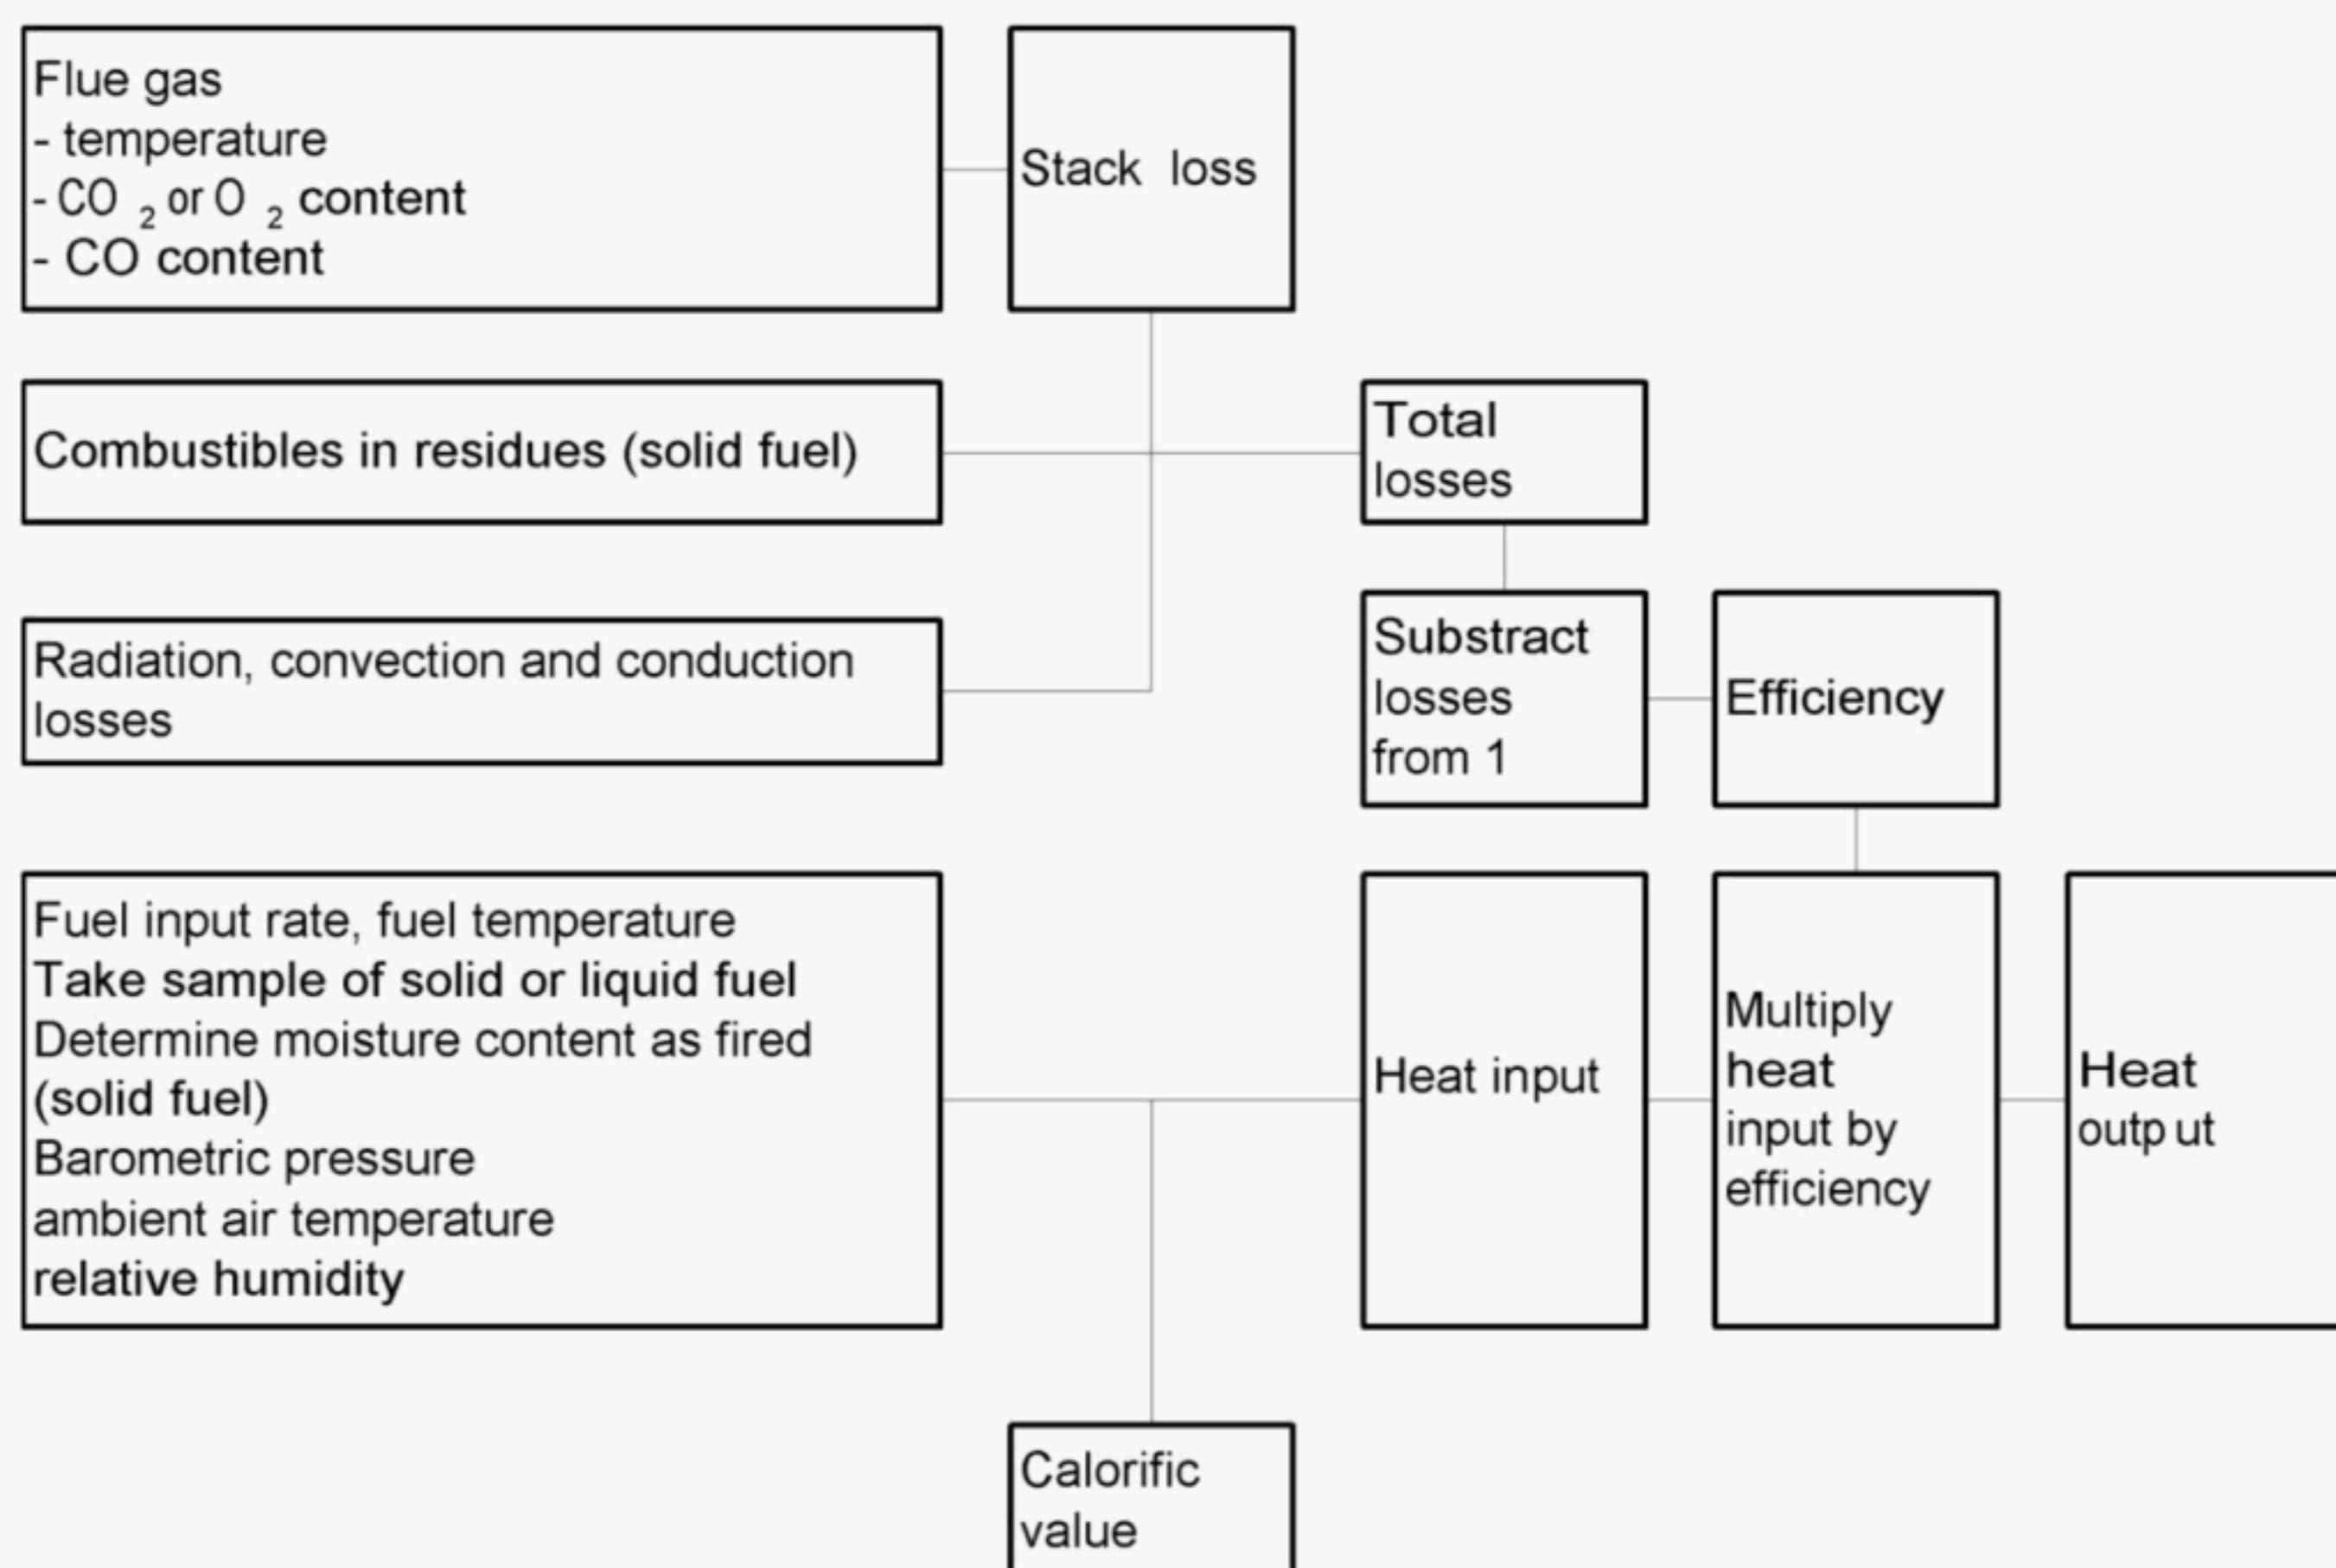 Flue gas
- temperature
- CO 2 or O 2 content
- CO content
Stack loss
Combustibles in residues (solid fuel)
Total
losses
Radiation, convection and conduction
losses
Substract
losses
from 1
Efficiency
Fuel input rate, fuel temperature
Take sample of solid or liquid fuel
Determine moisture content as fired
(solid fuel)
Barometric pressure
ambient air temperature
relative humidity
Heat input
Multiply
heat
input by
efficiency
Heat
output
Calorific
value